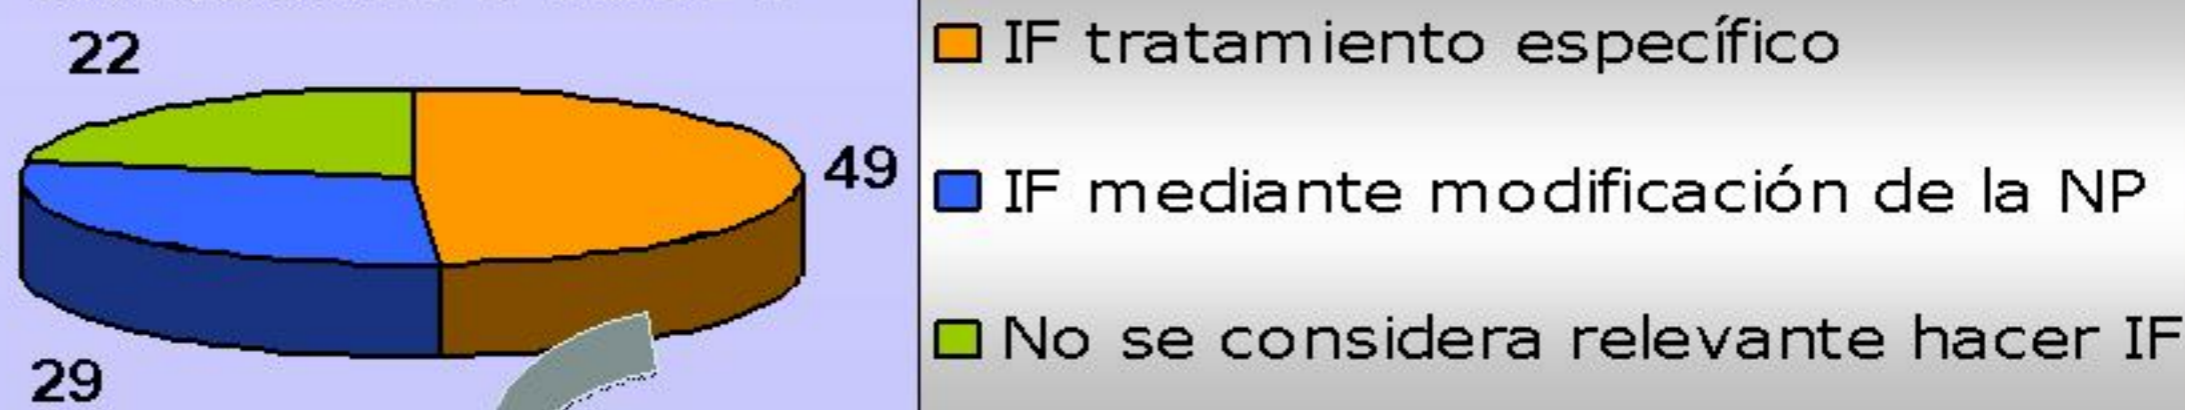 22
49
29
IF tratamiento específico
IF mediante modificación de la NP
No se considera relevante hacer IF